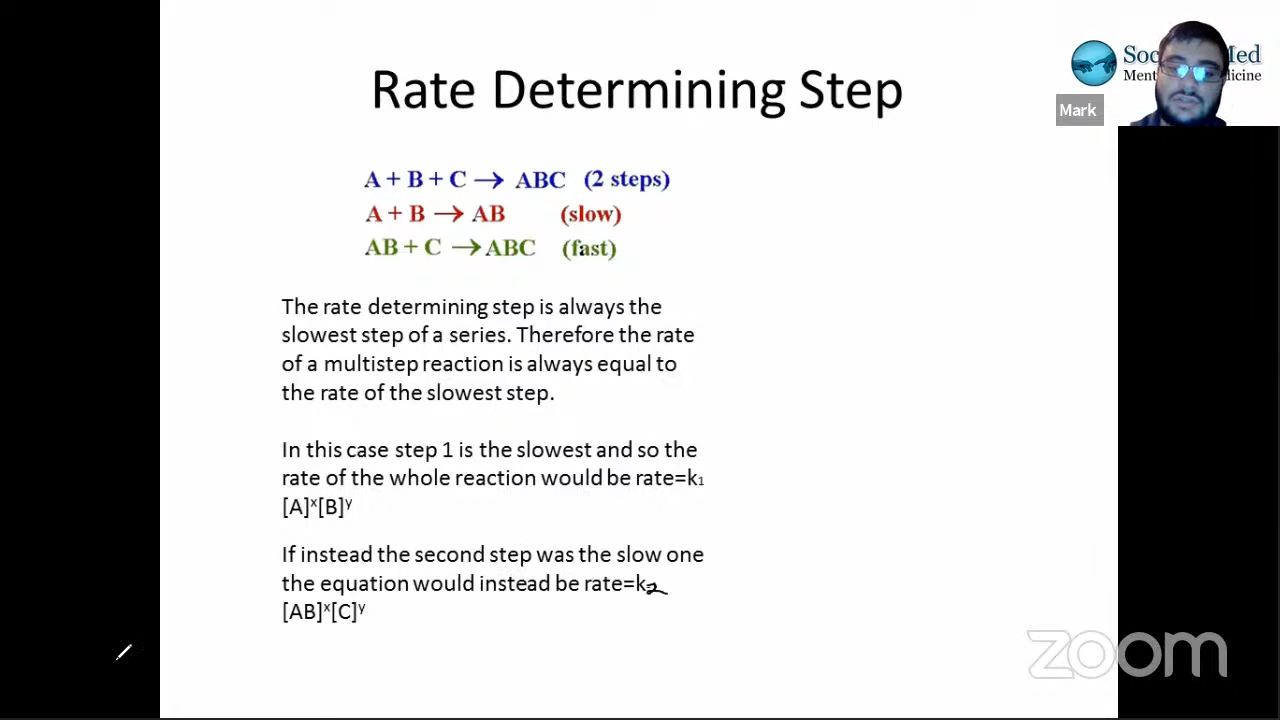 Rate Determining Step
Mark
A + B + C → ABC (2 steps)
A + B → AB (slow)
AB + C → ABC (fast)
The rate determining step is always the
slowest step of a series. Therefore the rate
of a multistep reaction is always equal to
the rate of the slowest step.
In this case step 1 is the slowest and so the
rate of the whole reaction would be rate=k₁
[A]ˣ[B]ʸ
If instead the second step was the slow one
the equation would instead be rate=k₂
[AB]ˣ[C]ʸ
zoom